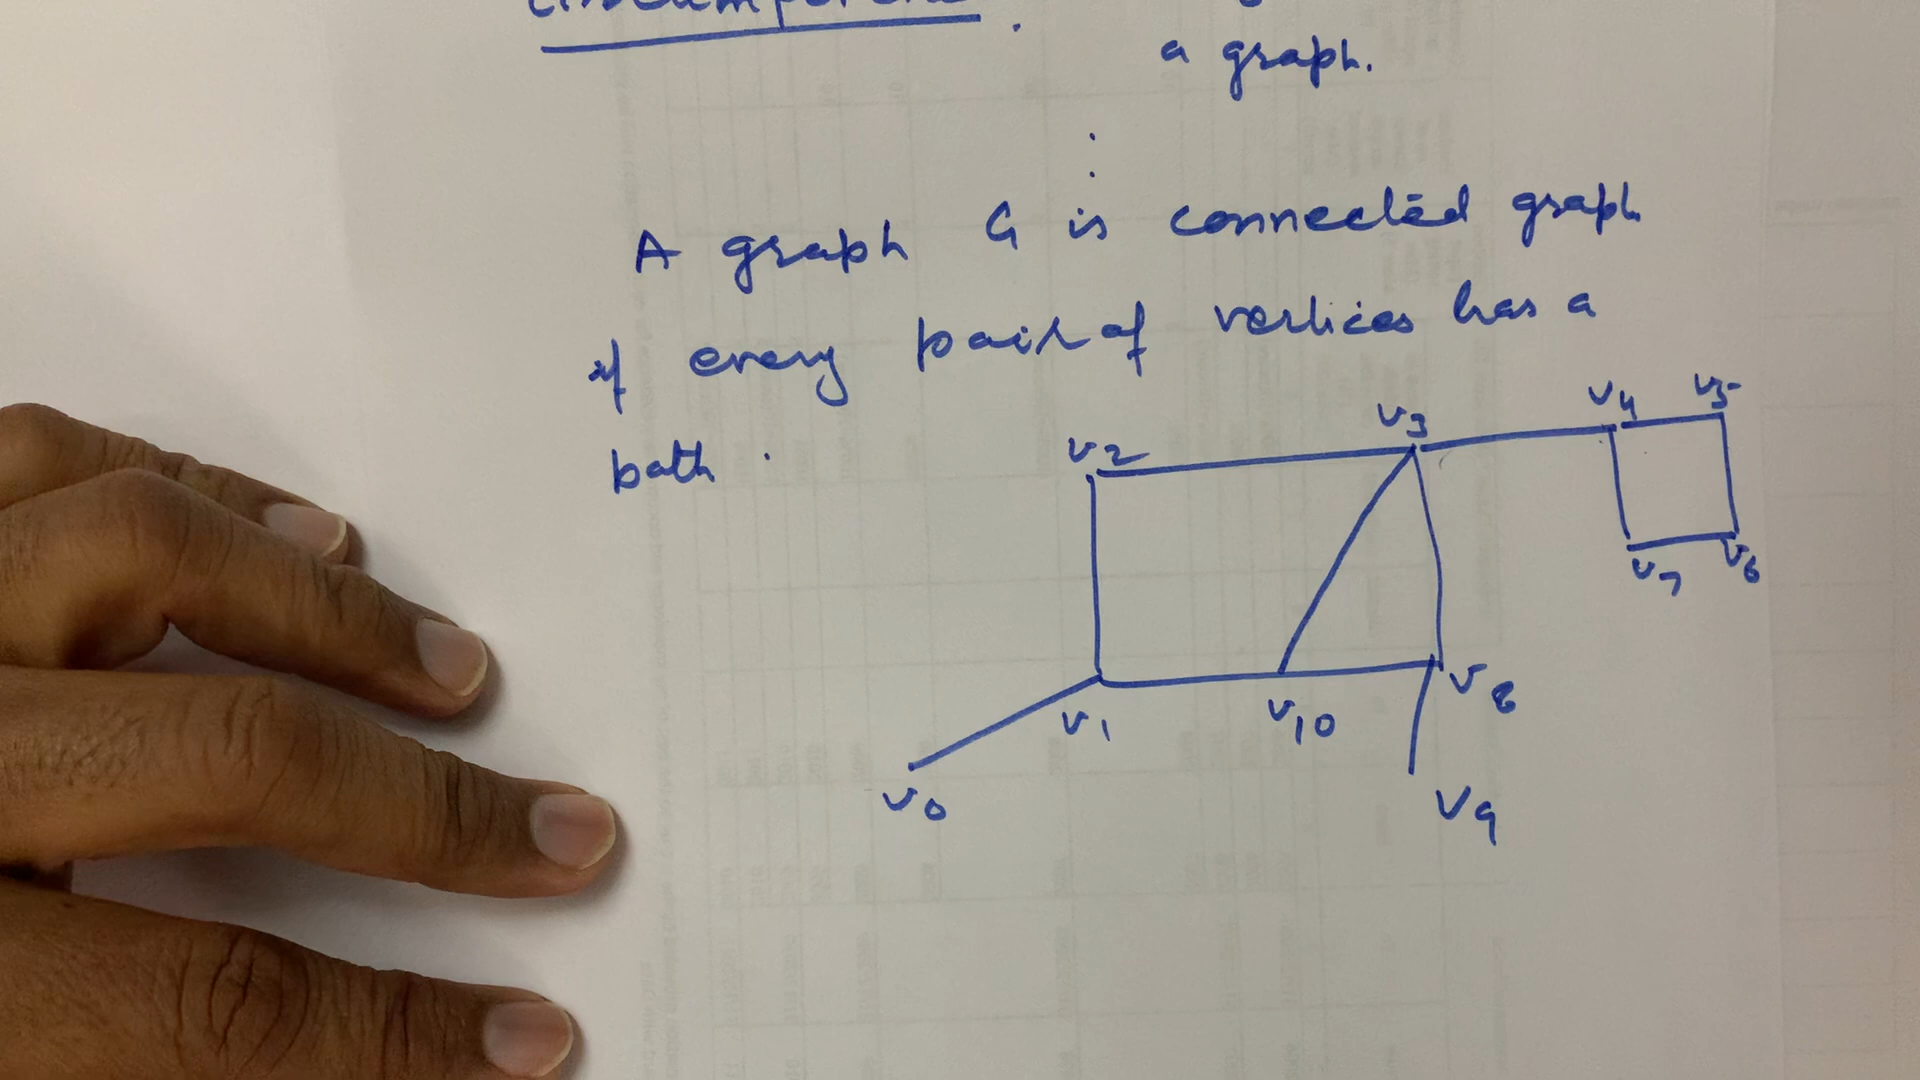 a graph.
:
A graph G is connected graph
if every pair of vertices has a
path .
v2 v3 v4 v5
v7 v6
v1 v10 v8
v0 v9